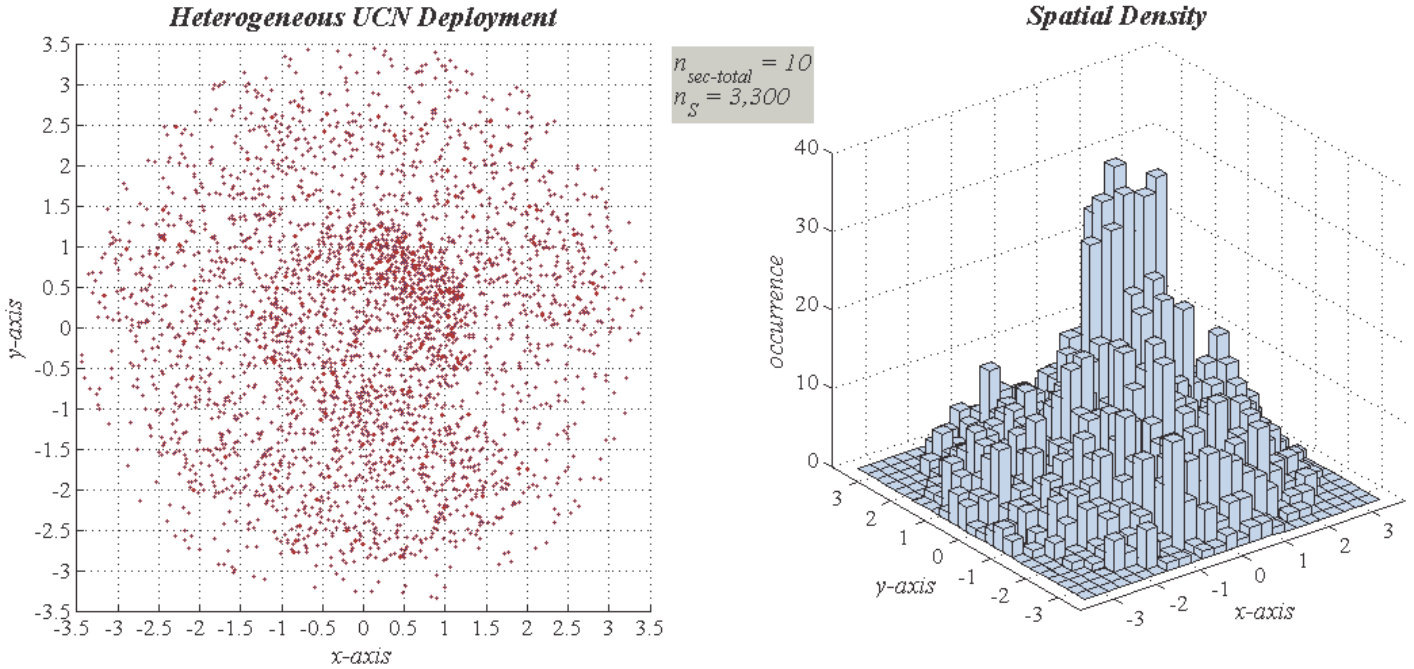 Heterogeneous UCN Deployment
3.5
3
2.5
2
1.5
1
0.5
0
-0.5
-1
-1.5
-2
-2.5
-3
-3.5
y-axis
-3.5 -3 -2.5 -2 -1.5 -1 -0.5 0 0.5 1 1.5 2 2.5 3 3.5
x-axis
n_sec-total = 10
n_S = 3,300
Spatial Density
40
30
20
10
0
occurrence
3 2 1 0 -1 -2 -3
y-axis
-3 -2 -1 0 1 2 3
x-axis